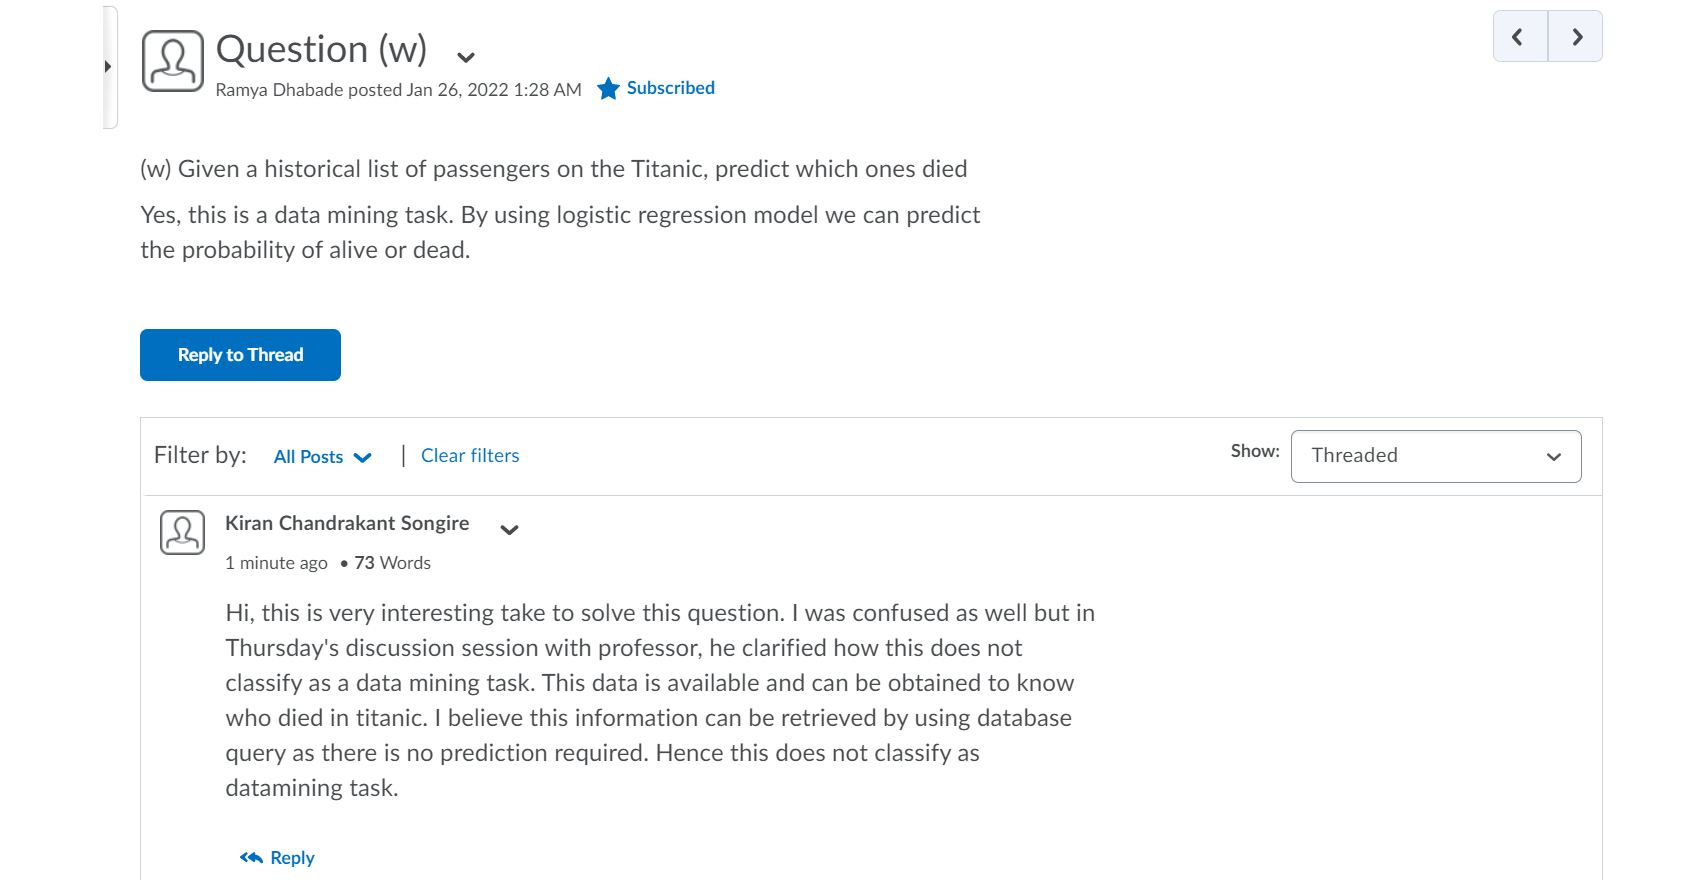 Question (w)
Ramya Dhabade posted Jan 26, 2022 1:28 AM Subscribed
(w) Given a historical list of passengers on the Titanic, predict which ones died
Yes, this is a data mining task. By using logistic regression model we can predict
the probability of alive or dead.
Reply to Thread
Filter by: All Posts | Clear filters Show: Threaded
Kiran Chandrakant Songire
1 minute ago • 73 Words
Hi, this is very interesting take to solve this question. I was confused as well but in
Thursday's discussion session with professor, he clarified how this does not
classify as a data mining task. This data is available and can be obtained to know
who died in titanic. I believe this information can be retrieved by using database
query as there is no prediction required. Hence this does not classify as
datamining task.
Reply